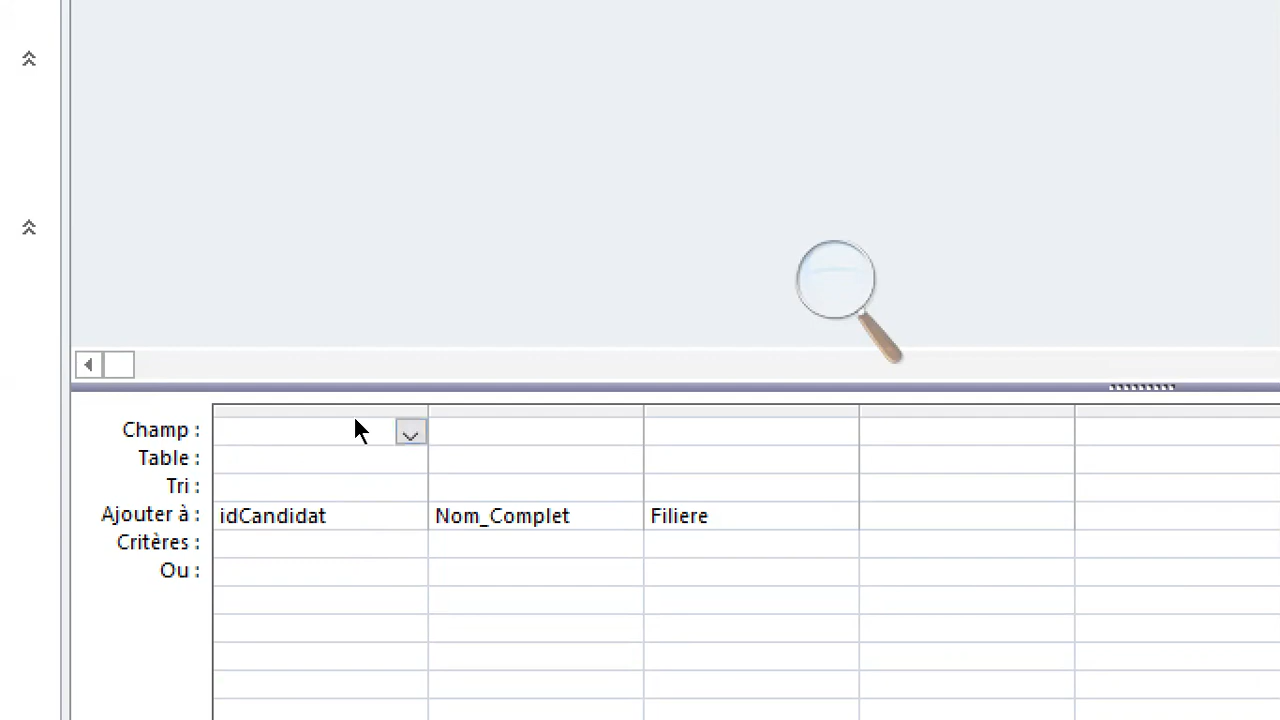 Champ :
Table :
Tri :
Ajouter à : idCandidat Nom_Complet Filiere
Critères :
Ou :